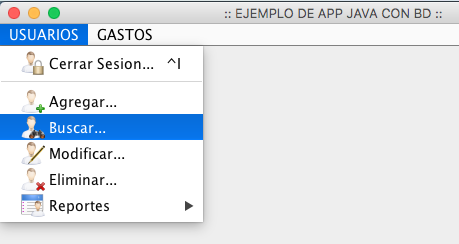 :: EJEMPLO DE APP JAVA CON BD ::
USUARIOS GASTOS
Cerrar Sesion... ^I
Agregar...
Buscar...
Modificar...
Eliminar...
Reportes